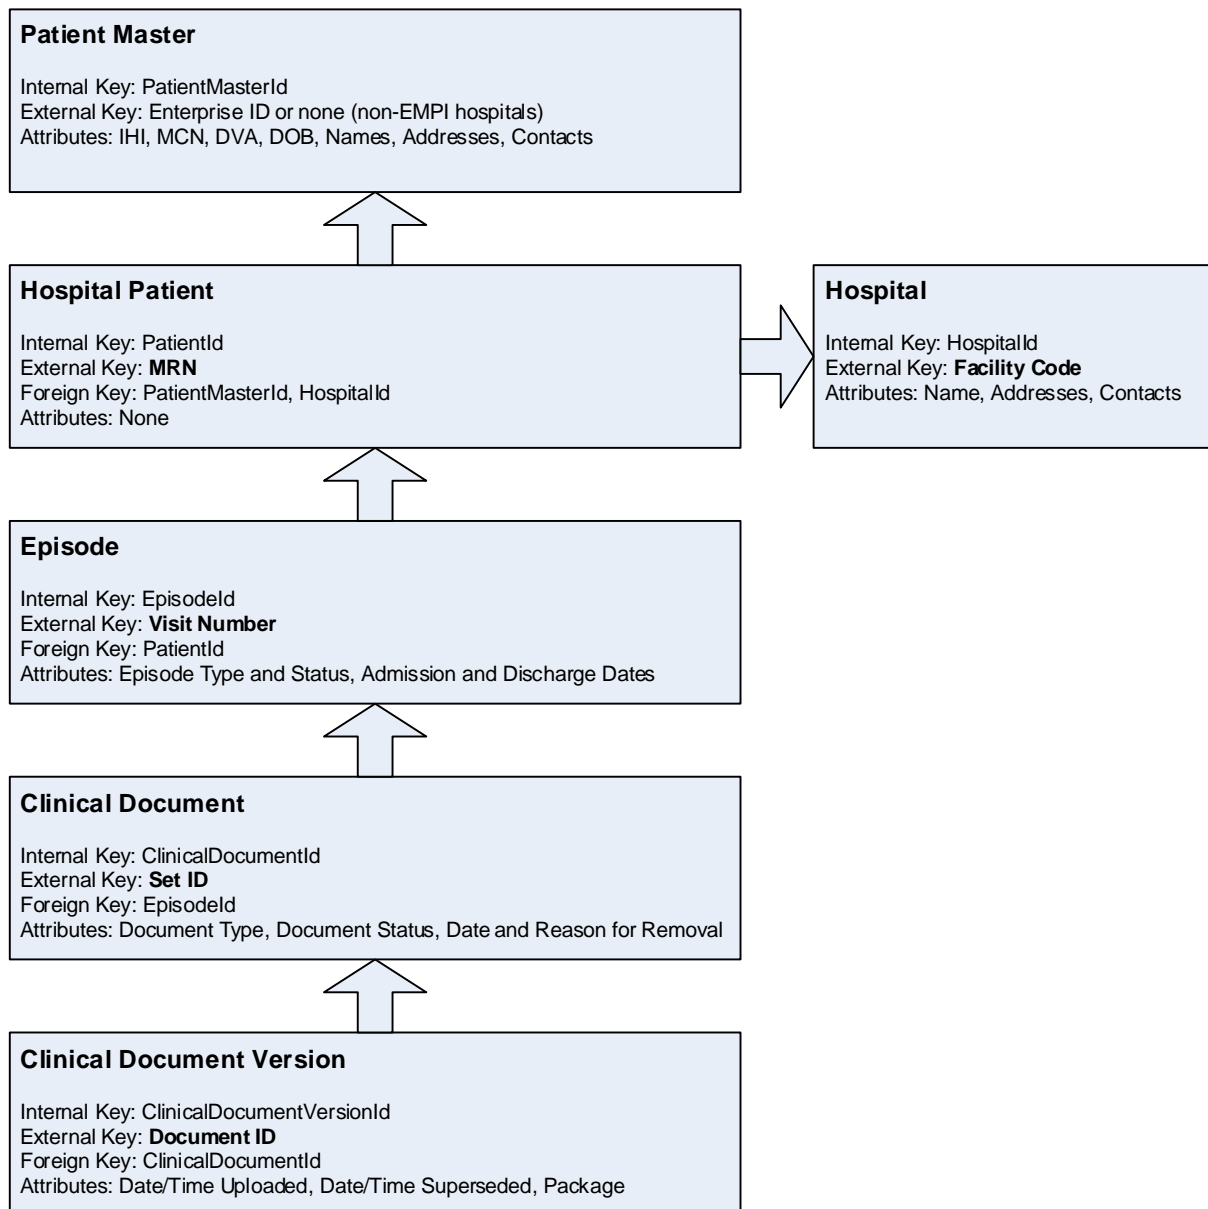 Patient Master
Internal Key: PatientMasterId
External Key: Enterprise ID or none (non-EMPI hospitals)
Attributes: IHI, MCN, DVA, DOB, Names, Addresses, Contacts
Hospital Patient
Internal Key: PatientId
External Key: MRN
Foreign Key: PatientMasterId, HospitalId
Attributes: None
Hospital
Internal Key: HospitalId
External Key: Facility Code
Attributes: Name, Addresses, Contacts
Episode
Internal Key: EpisodeId
External Key: Visit Number
Foreign Key: PatientId
Attributes: Episode Type and Status, Admission and Discharge Dates
Clinical Document
Internal Key: ClinicalDocumentId
External Key: Set ID
Foreign Key: EpisodeId
Attributes: Document Type, Document Status, Date and Reason for Removal
Clinical Document Version
Internal Key: ClinicalDocumentVersionId
External Key: Document ID
Foreign Key: ClinicalDocumentId
Attributes: Date/Time Uploaded, Date/Time Superseded, Package